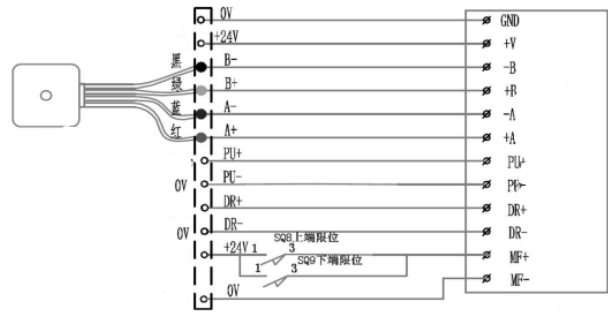 0V GND
+24V +V
黑 B- -B
绿 B+ +B
蓝 A- -A
红 A+ +A
PU+ PU+
0V PU- PU-
DR+ DR+
0V DR- DR-
SQ8上端限位
+24V 1 3 MF+
SQ9下端限位
1 3 MF-
0V